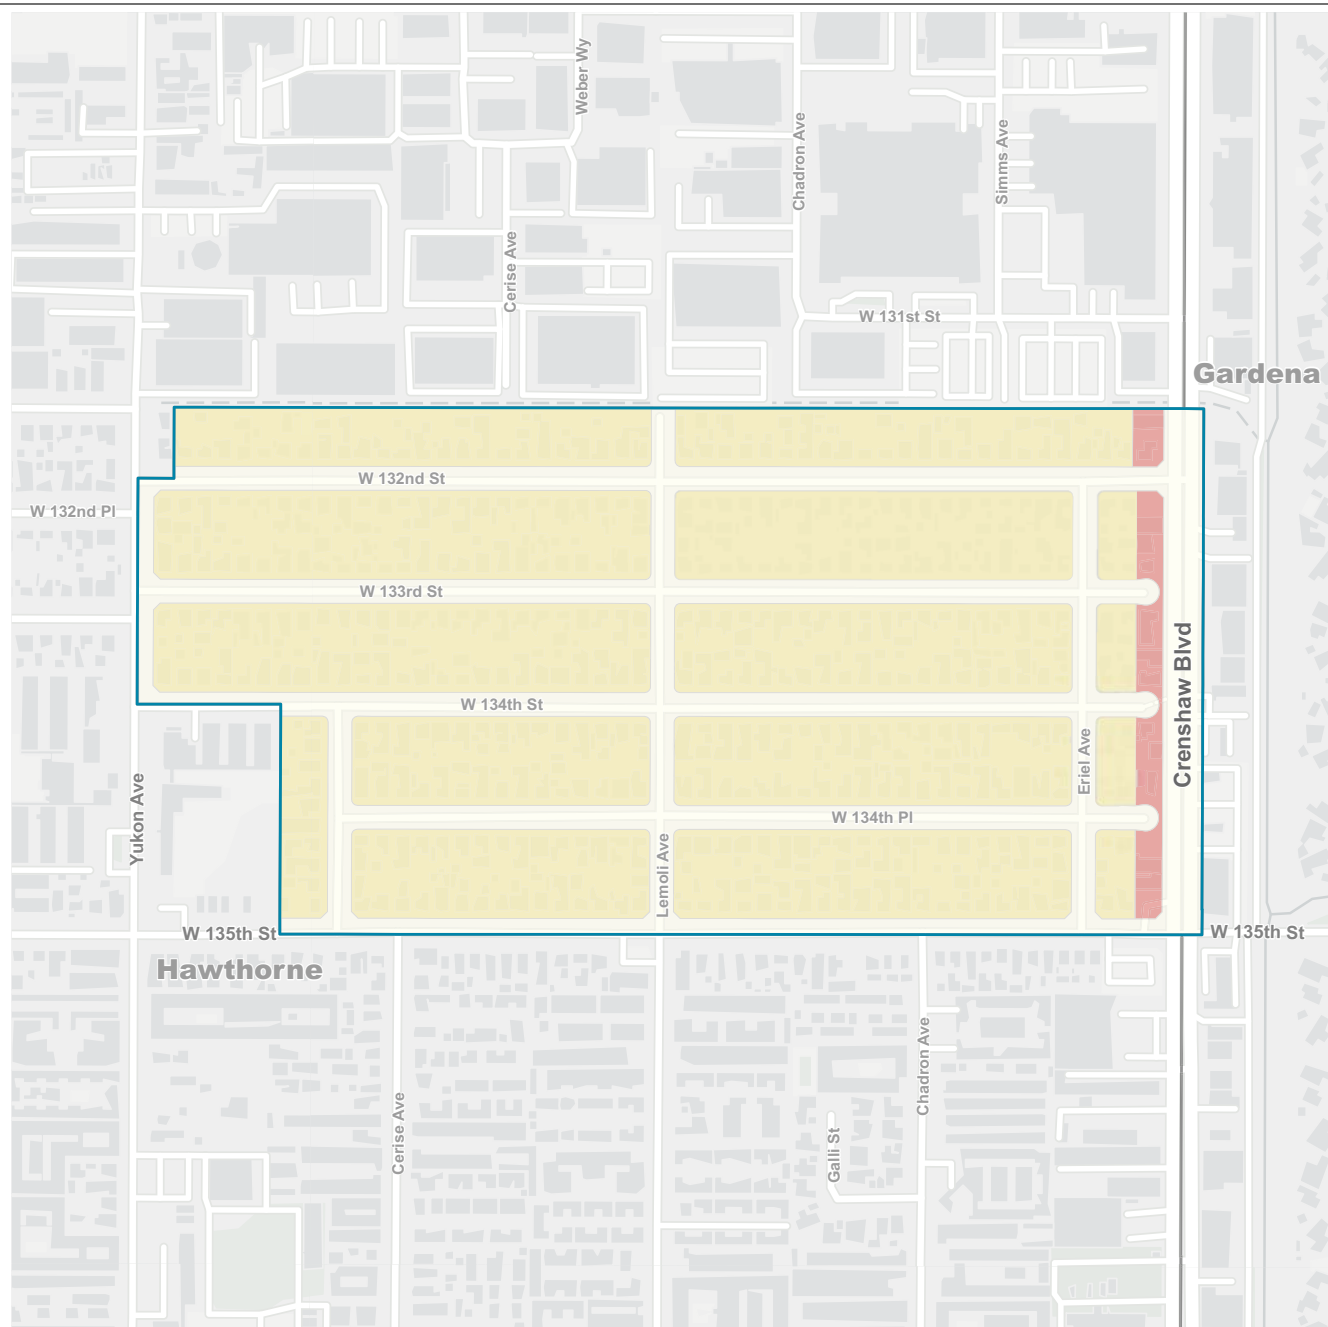 Weber Wy
Chadron Ave
Simms Ave
Cerise Ave
W 131st St
Gardena
W 132nd St
W 132nd Pl
W 133rd St
Crenshaw Blvd
W 134th St
Eriel Ave
Yukon Ave
W 134th Pl
Lemoli Ave
W 135th St
W 135th St
Hawthorne
Chadron Ave
Cerise Ave
Galli St